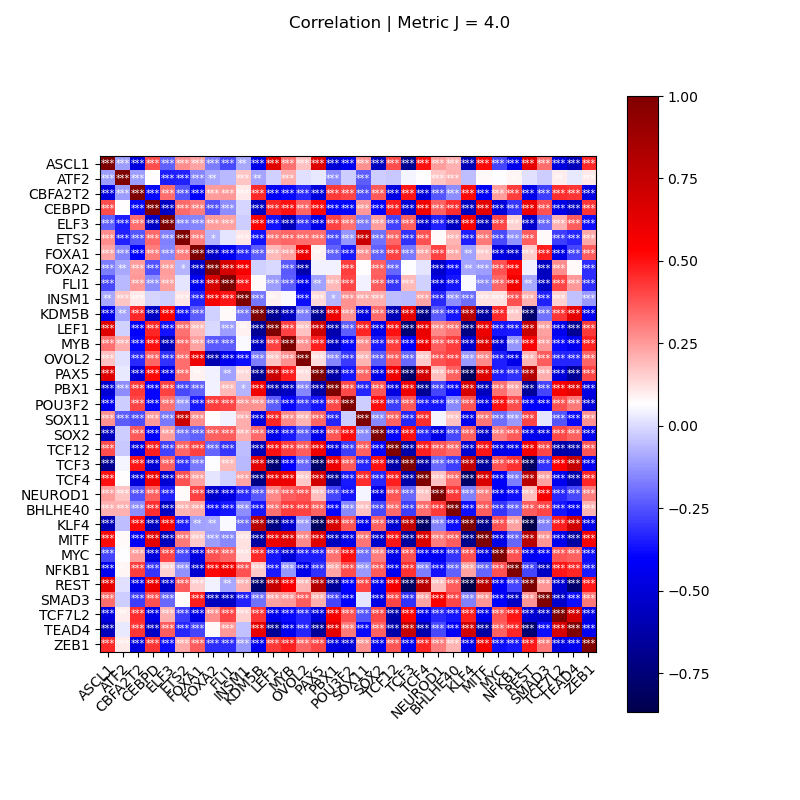 Correlation | Metric J = 4.0
ASCL1
ATF2
CBFA2T2
CEBPD
ELF3
ETS2
FOXA1
FOXA2
FLI1
INSM1
KDM5B
LEF1
MYB
OVOL2
PAX5
PBX1
POU3F2
SOX11
SOX2
TCF12
TCF3
TCF4
NEUROD1
BHLHE40
KLF4
MITF
MYC
NFKB1
REST
SMAD3
TCF7L2
TEAD4
ZEB1
ASCL1
ATF2
CBFA2T2
CEBPD
ELF3
ETS2
FOXA1
FOXA2
FLI1
INSM1
KDM5B
LEF1
MYB
OVOL2
PAX5
PBX1
POU3F2
SOX11
SOX2
TCF12
TCF3
TCF4
NEUROD1
BHLHE40
KLF4
MITF
MYC
NFKB1
REST
SMAD3
TCF7L2
TEAD4
ZEB1
1.00
0.75
0.50
0.25
0.00
−0.25
−0.50
−0.75